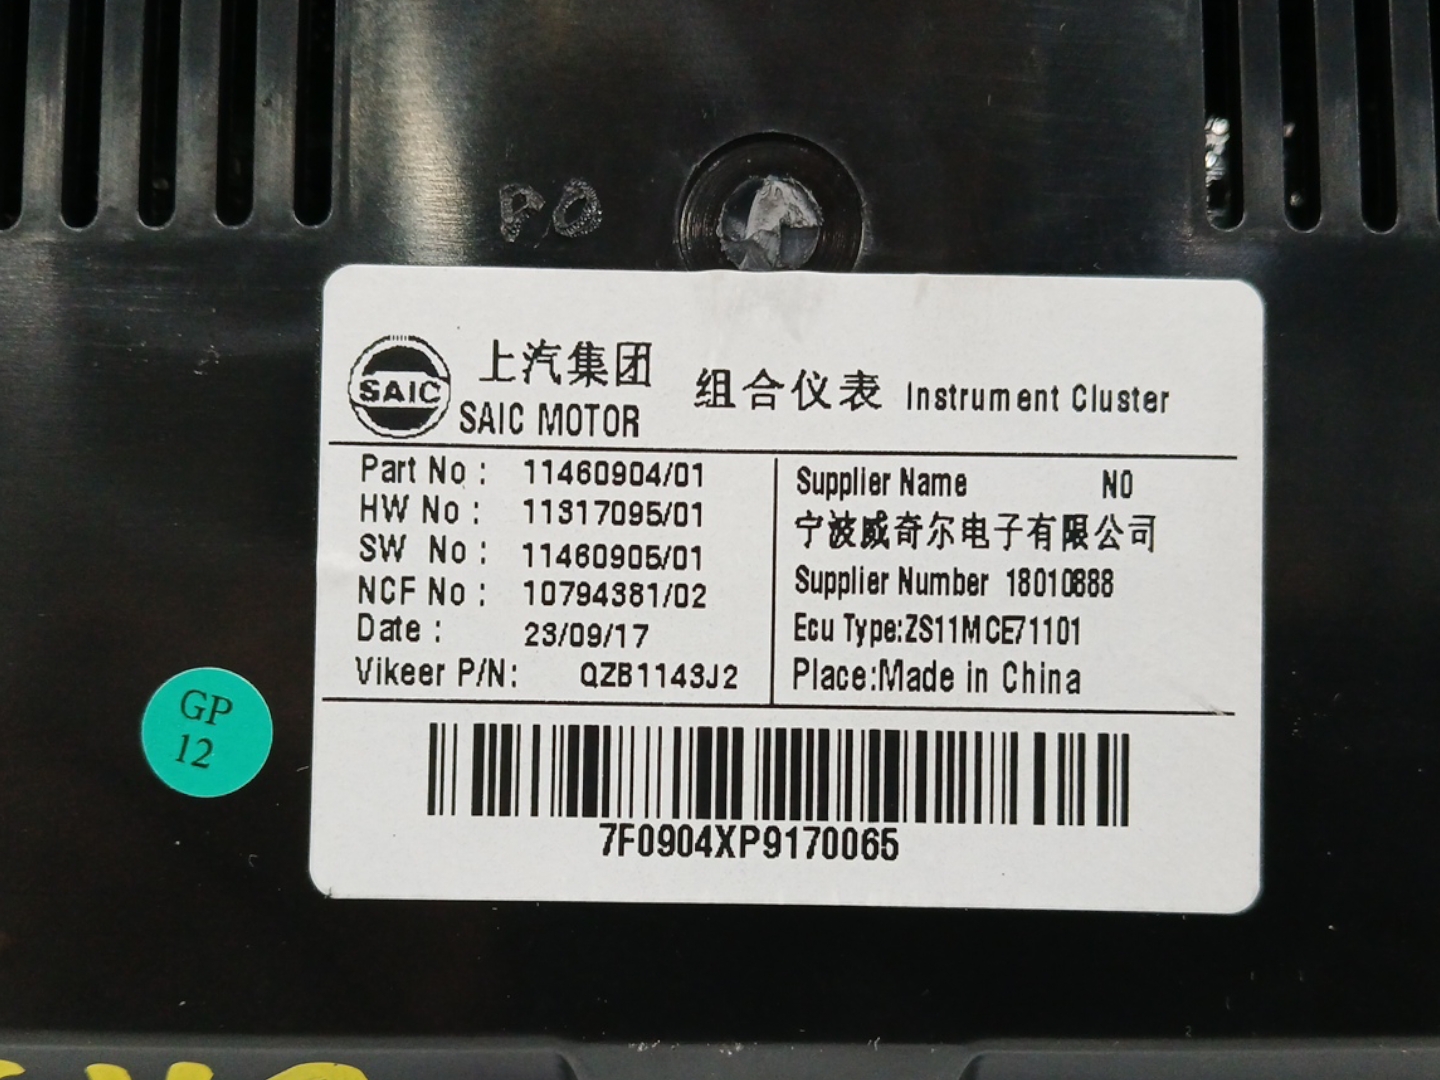 SAIC
上汽集团
SAIC MOTOR
组合仪表 Instrument Cluster
Part No : 11460904/01
HW No : 11317095/01
SW No : 11460905/01
NCF No : 10794381/02
Date : 23/09/17
Vikeer P/N: QZB1143J2
Supplier Name NO
宁波威奇尔电子有限公司
Supplier Number 18010888
Ecu Type:ZS11MCE71101
Place:Made in China
7F0904XP9170065
GP
12